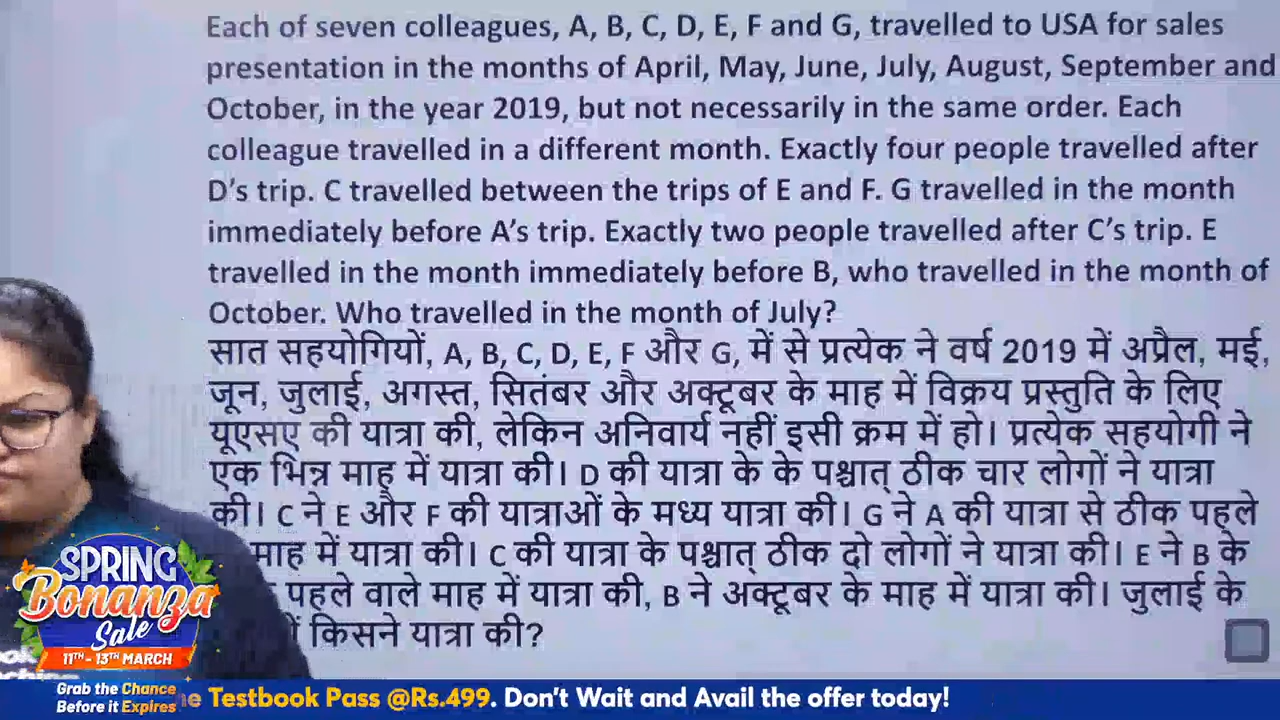 Each of seven colleagues, A, B, C, D, E, F and G, travelled to USA for sales
presentation in the months of April, May, June, July, August, September and
October, in the year 2019, but not necessarily in the same order. Each
colleague travelled in a different month. Exactly four people travelled after
D's trip. C travelled between the trips of E and F. G travelled in the month
immediately before A's trip. Exactly two people travelled after C's trip. E
travelled in the month immediately before B, who travelled in the month of
October. Who travelled in the month of July?
सात सहयोगियों, A, B, C, D, E, F और G, में से प्रत्येक ने वर्ष 2019 में अप्रैल, मई,
जून, जुलाई, अगस्त, सितंबर और अक्टूबर के माह में विक्रय प्रस्तुति के लिए
यूएसए की यात्रा की, लेकिन अनिवार्य नहीं इसी क्रम में हो। प्रत्येक सहयोगी ने
एक भिन्न माह में यात्रा की। D की यात्रा के के पश्चात् ठीक चार लोगों ने यात्रा
की। C ने E और F की यात्राओं के मध्य यात्रा की। G ने A की यात्रा से ठीक पहले
माह में यात्रा की। C की यात्रा के पश्चात् ठीक दो लोगों ने यात्रा की। E ने B के
पहले वाले माह में यात्रा की, B ने अक्टूबर के माह में यात्रा की। जुलाई के
किसने यात्रा की?
SPRING
Bonanza
Sale
11TH - 13TH MARCH
Grab the Chance
Before it Expires
Testbook Pass @Rs.499. Don't Wait and Avail the offer today!